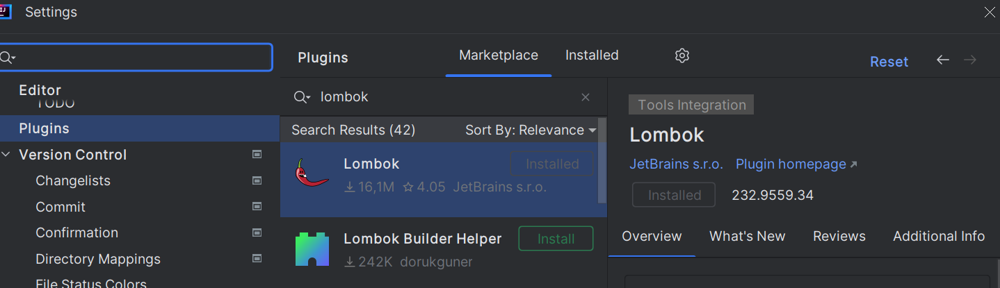 Settings
Plugins Marketplace Installed Reset
Editor
TODO
Plugins
Version Control
Changelists
Commit
Confirmation
Directory Mappings
File Status Colors
lombok
Search Results (42) Sort By: Relevance
Lombok Installed
16,1M 4.05 JetBrains s.r.o.
Lombok Builder Helper Install
242K dorukguner
Tools Integration
Lombok
JetBrains s.r.o. Plugin homepage
Installed 232.9559.34
Overview What's New Reviews Additional Info